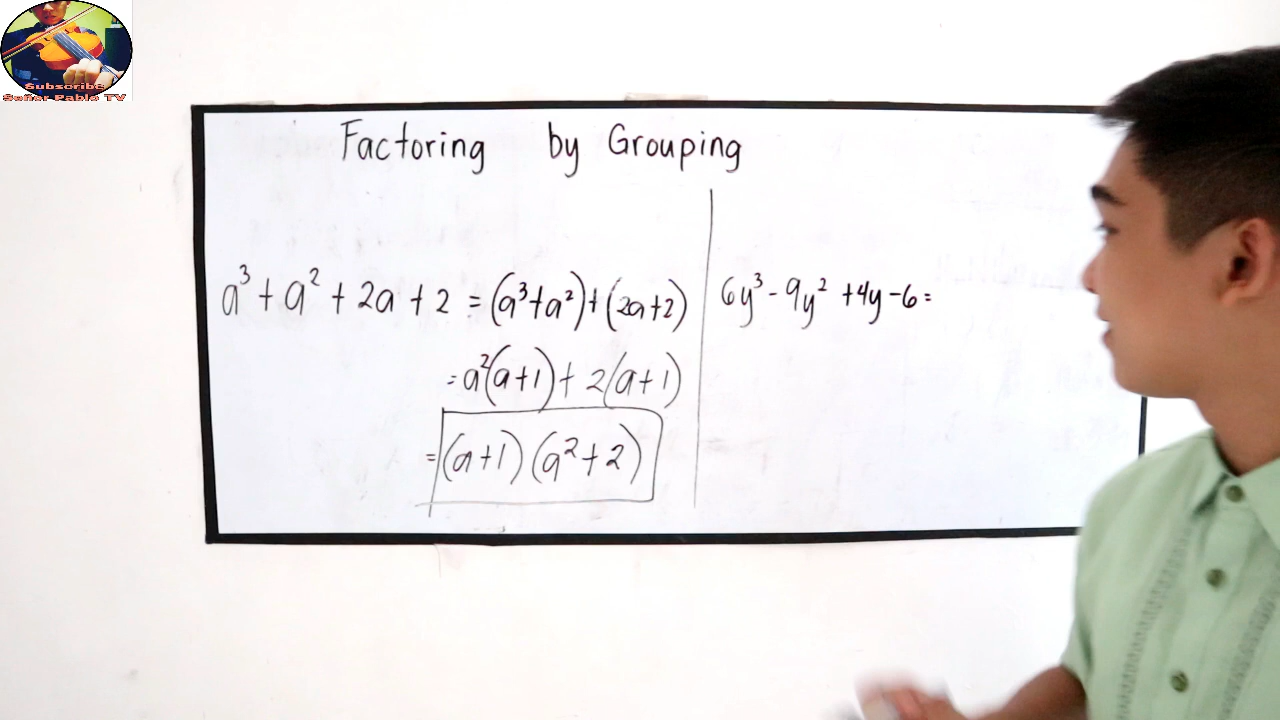 Subscribe
Señor Pablo TV
Factoring by Grouping
a³ + a² + 2a + 2 = (a³+a²)+(2a+2)
= a²(a+1)+ 2(a+1)
= (a+1)(a²+2)
6y³ - 9y² + 4y - 6 =